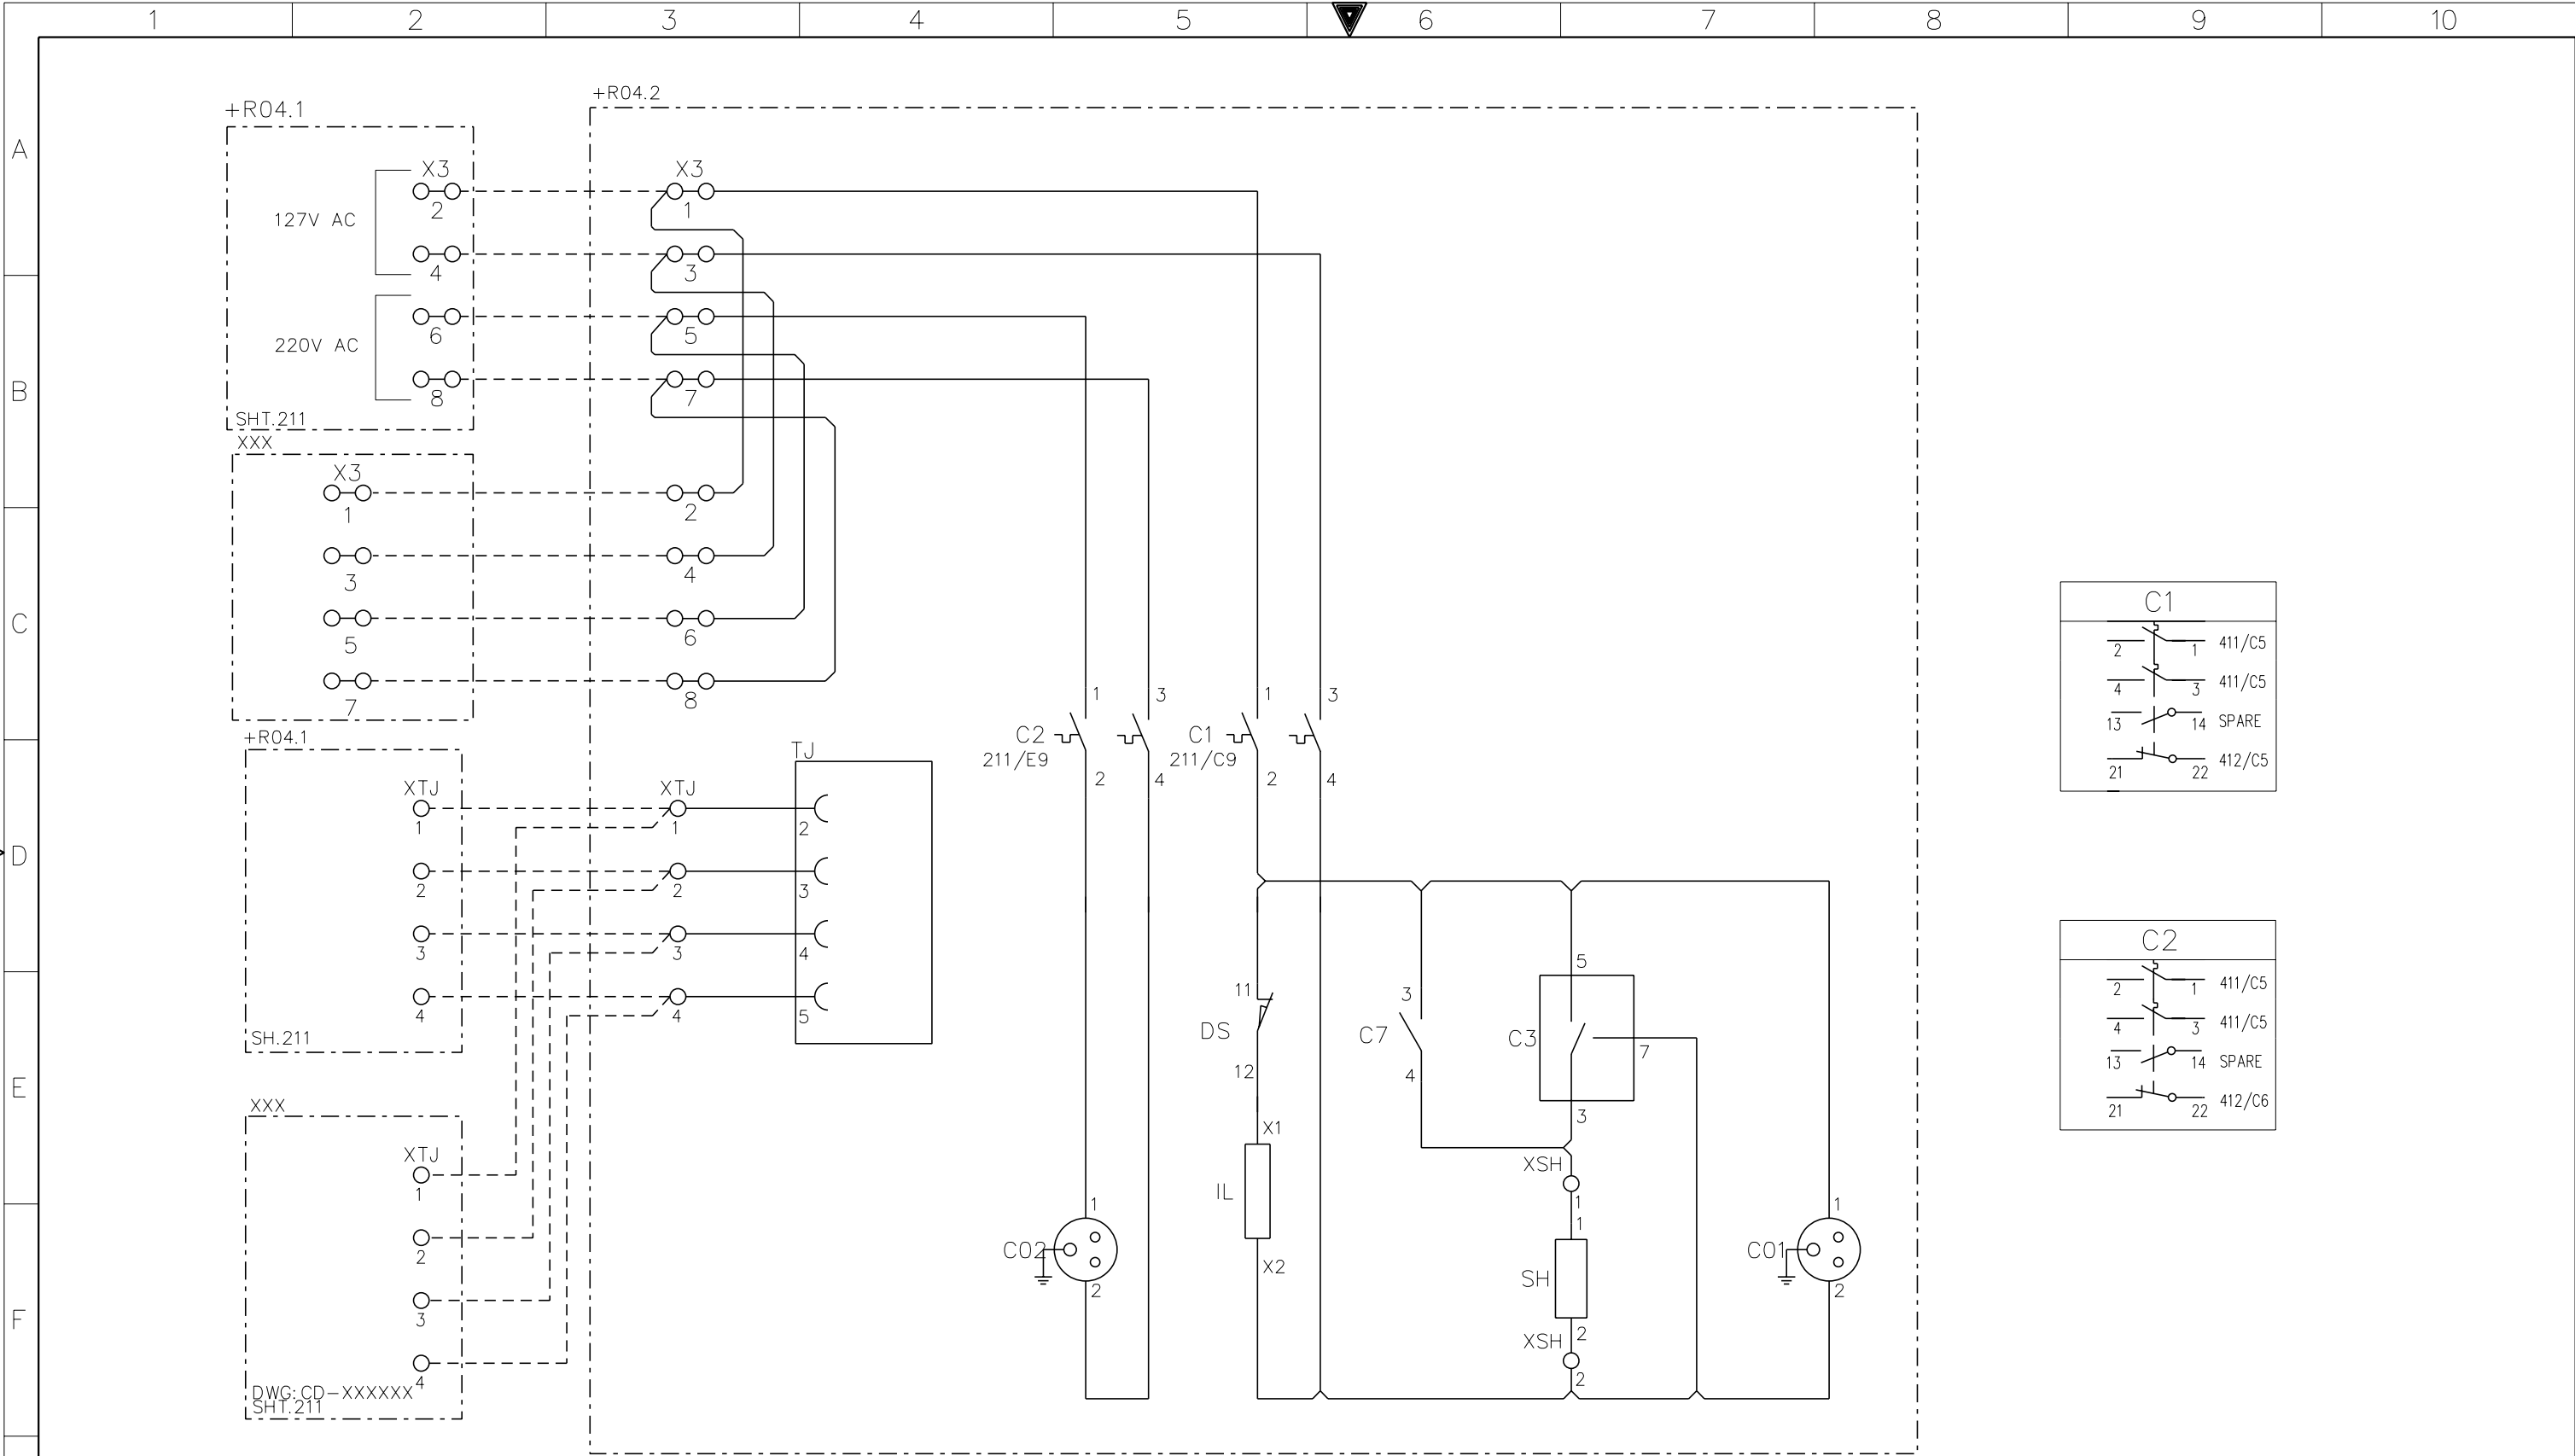 1 2 3 4 5 6 7 8 9 10
A
B
C
D
E
F
+R04.1
X3
127V AC
2
4
220V AC
6
8
SHT.211
XXX
X3
1
3
5
7
+R04.1
XTJ
1
2
3
4
SH.211
XXX
XTJ
1
2
3
4
DWG: CD-XXXXXX
SHT.211
+R04.2
X3
1
3
5
7
2
4
6
8
XTJ
1
2
3
4
TJ
2
3
4
5
1 3 1 3
C2 C1
211/E9 211/C9
2 4 2 4
11
DS
12
X1
IL
X2
3
C7
4
5
C3
7
3
XSH
1
1
SH
2
XSH
2
1
C02
2
1
C01
2
C1
2 1 411/C5
4 3 411/C5
13 14 SPARE
21 22 412/C5
C2
2 1 411/C5
4 3 411/C5
13 14 SPARE
21 22 412/C6